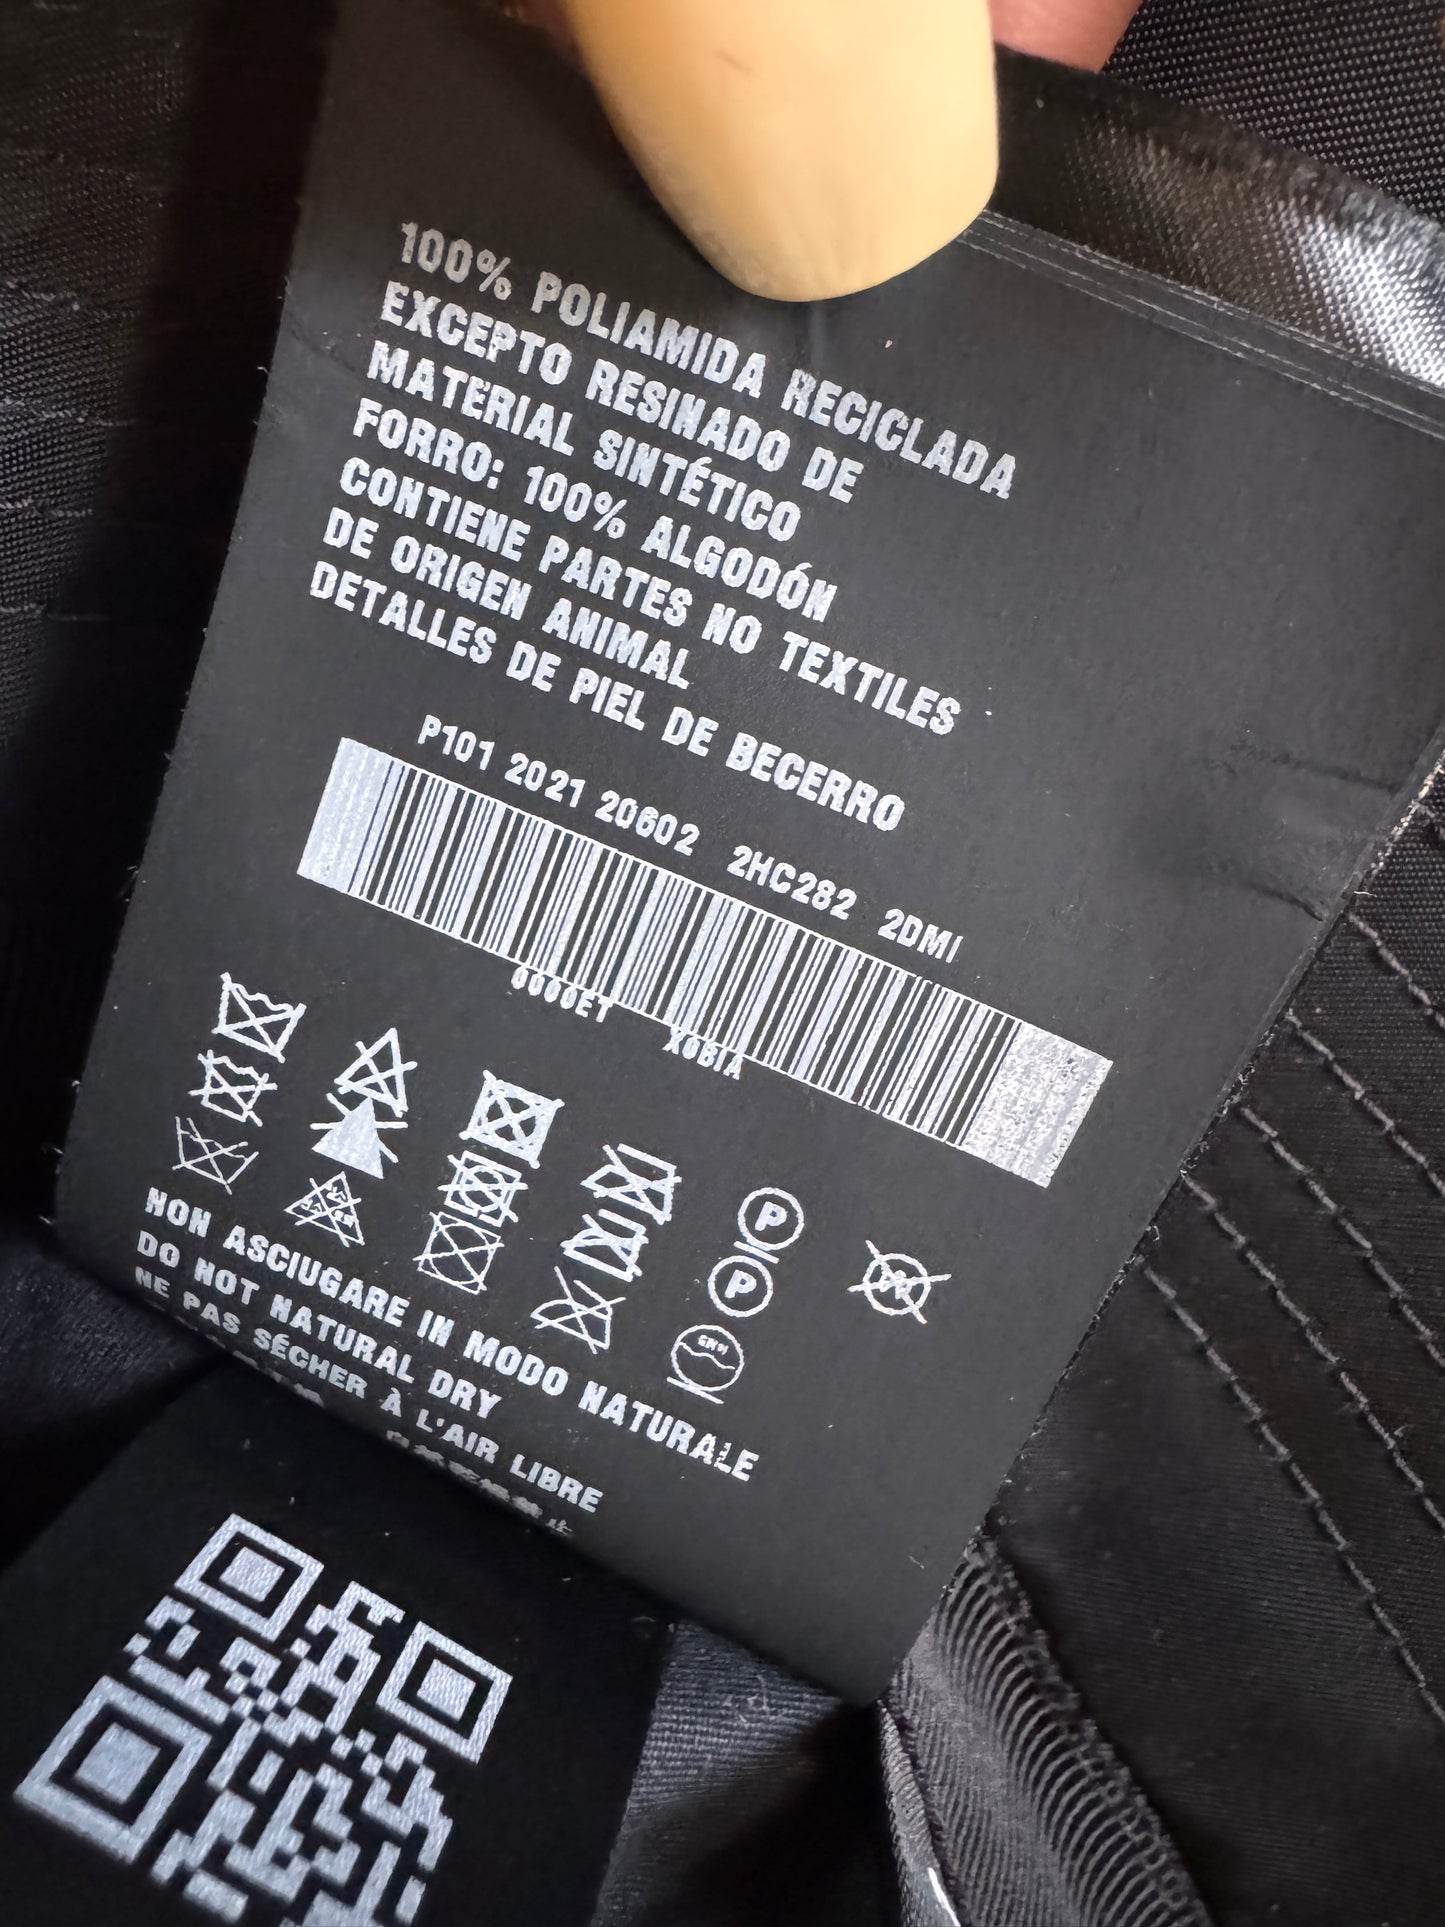 100% POLIAMIDA RECICLADA
EXCEPTO RESINADO DE
MATERIAL SINTÉTICO
FORRO: 100% ALGODÓN
CONTIENE PARTES NO TEXTILES
DE ORIGEN ANIMAL
DETALLES DE PIEL DE BECERRO
P101 2021 20602 2HC282 2DMI
0000ET X0BIA
P
P
NON ASCIUGARE IN MODO NATURALE
DO NOT NATURAL DRY
NE PAS SÉCHER À L'AIR LIBRE